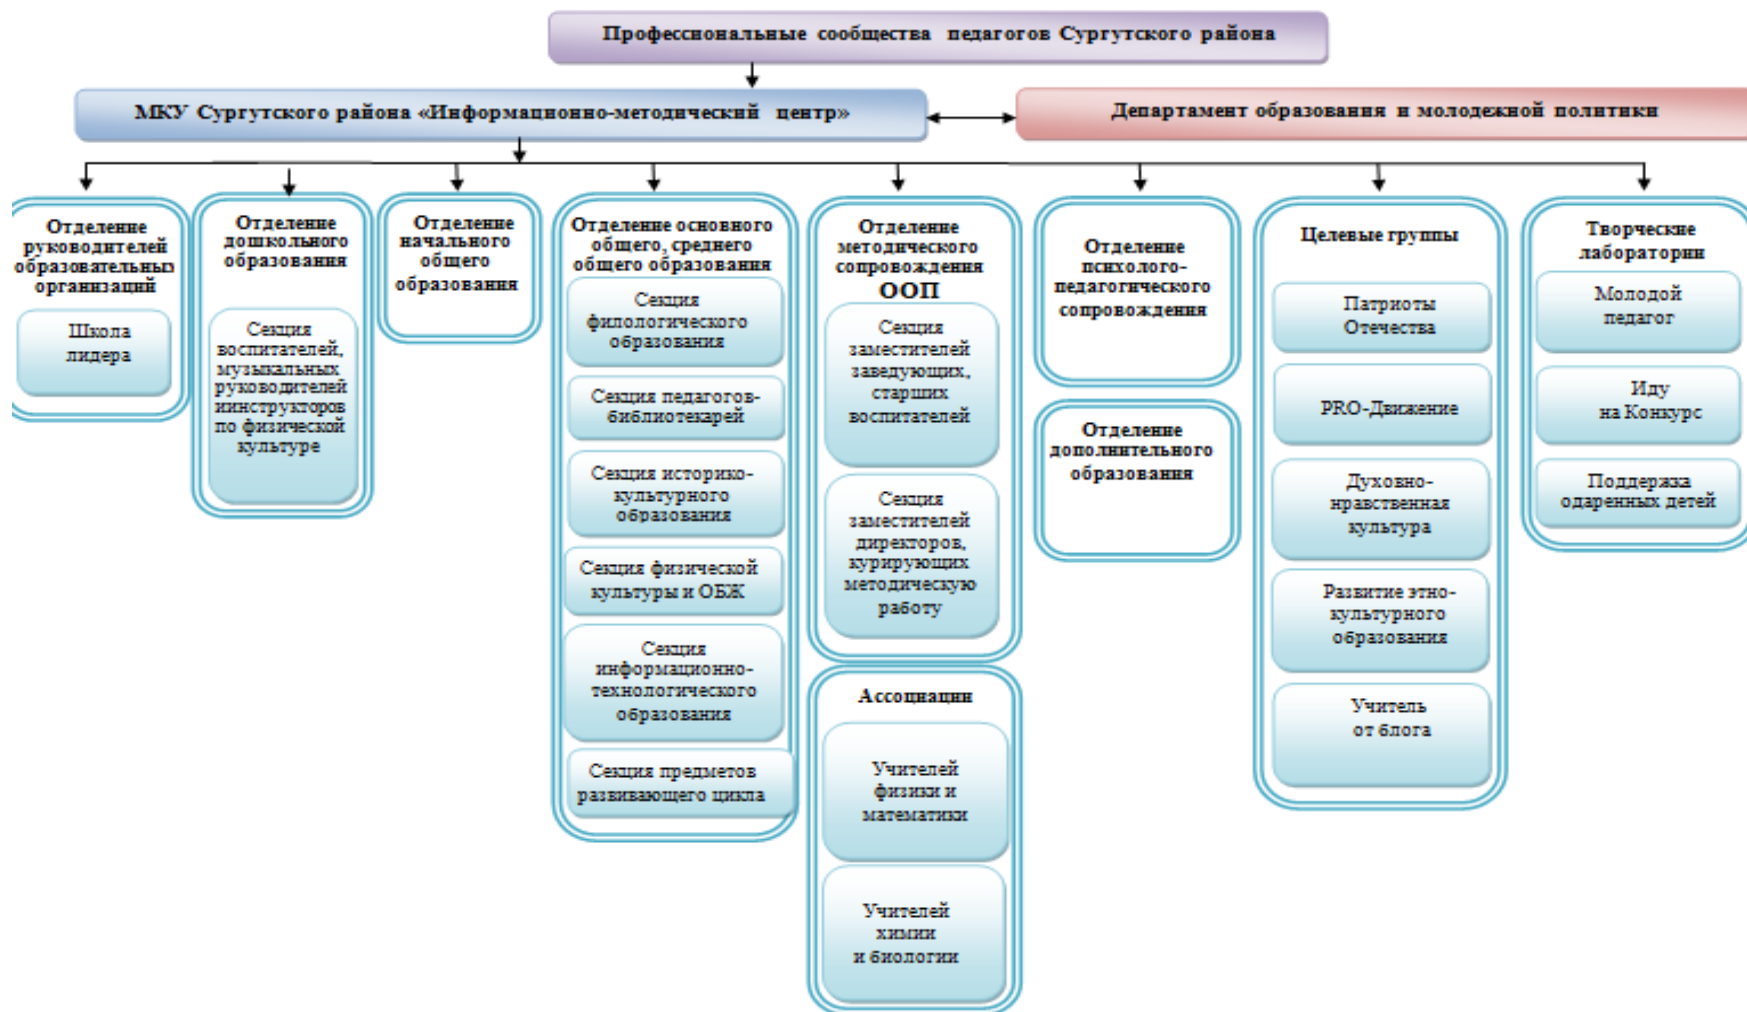 Профессиональные сообщества педагогов Сургутского района
МКУ Сургутского района «Информационно-методический центр»
Департамент образования и молодежной политики
Отделение
руководителей
образовательных
организаций
Школа
лидера
Отделение
дошкольного
образования
Секция
воспитателей,
музыкальных
руководителей
иинструкторов
по физической
культуре
Отделение
начального
общего
образования
Отделение основного
общего, среднего
общего образования
Секция
филологического
образования
Секция педагогов-
библиотекарей
Секция историко-
культурного
образования
Секция физической
культуры и ОБЖ
Секция
информационно-
технологического
образования
Секция предметов
развивающего цикла
Отделение
методического
сопровождения
ООП
Секция
заместителей
заведующих,
старших
воспитателей
Секция
заместителей
директоров,
курирующих
методическую
работу
Ассоциации
Учителей
физики и
математики
Учителей
химии
и биологии
Отделение
психолого-
педагогического
сопровождения
Отделение
дополнительного
образования
Целевые группы
Патриоты
Отечества
PRO-Движение
Духовно-
нравственная
культура
Развитие этно-
культурного
образования
Учитель
от блога
Творческие
лаборатории
Молодой
педагог
Иду
на Конкурс
Поддержка
одаренных детей